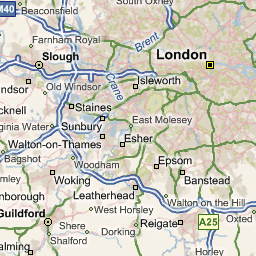 M40
Beaconsfield
South Oxney
Farnham Royal
Brent
Slough
London
Windsor
Old Windsor
Crane
Isleworth
Staines
East Molesey
Virginia Water
Sunbury
Esher
Walton-on-Thames
Bagshot
Woodham
Epsom
Woking
Banstead
Leatherhead
Walton on the Hill
West Horsley
Guildford
A25
Oxted
Shere
Reigate
Shalford
Dorking
Horley